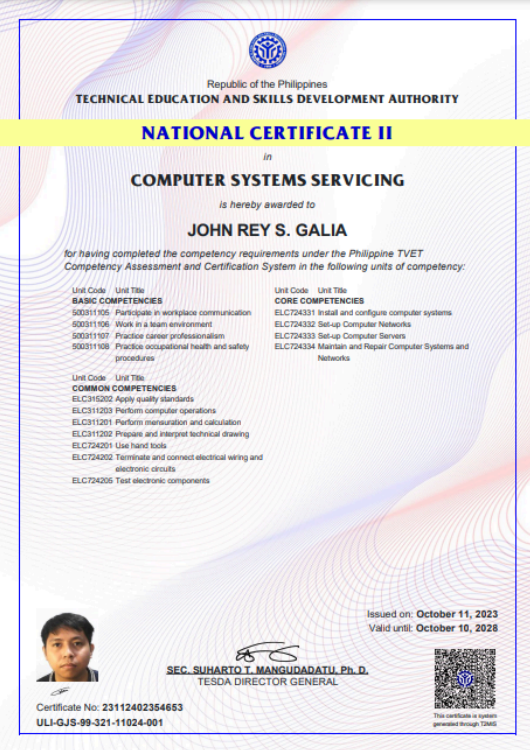 Republic of the Philippines
TECHNICAL EDUCATION AND SKILLS DEVELOPMENT AUTHORITY
NATIONAL CERTIFICATE II
in
COMPUTER SYSTEMS SERVICING
is hereby awarded to
JOHN REY S. GALIA
for having completed the competency requirements under the Philippine TVET
Competency Assessment and Certification System in the following units of competency:
Unit Code Unit Title
BASIC COMPETENCIES
500311105 Participate in workplace communication
500311106 Work in a team environment
500311107 Practice career professionalism
500311108 Practice occupational health and safety
procedures
Unit Code Unit Title
CORE COMPETENCIES
ELC724331 Install and configure computer systems
ELC724332 Set-up Computer Networks
ELC724333 Set-up Computer Servers
ELC724334 Maintain and Repair Computer Systems and
Networks
Unit Code Unit Title
COMMON COMPETENCIES
ELC315202 Apply quality standards
ELC311203 Perform computer operations
ELC311201 Perform mensuration and calculation
ELC311202 Prepare and interpret technical drawing
ELC724201 Use hand tools
ELC724202 Terminate and connect electrical wiring and
electronic circuits
ELC724205 Test electronic components
Issued on: October 11, 2023
Valid until: October 10, 2028
SEC. SUHARTO T. MANGUDADATU, Ph. D.
TESDA DIRECTOR GENERAL
Certificate No: 23112402354653
ULI-GJS-99-321-11024-001
This certificate is system
generated through T2MIS